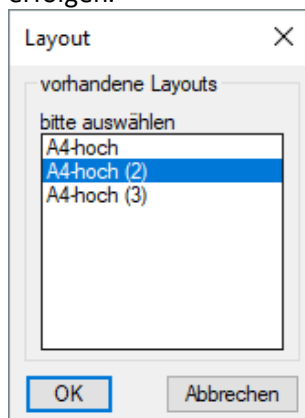 Layout
vorhandene Layouts
bitte auswählen
A4-hoch
A4-hoch (2)
A4-hoch (3)
OK
Abbrechen